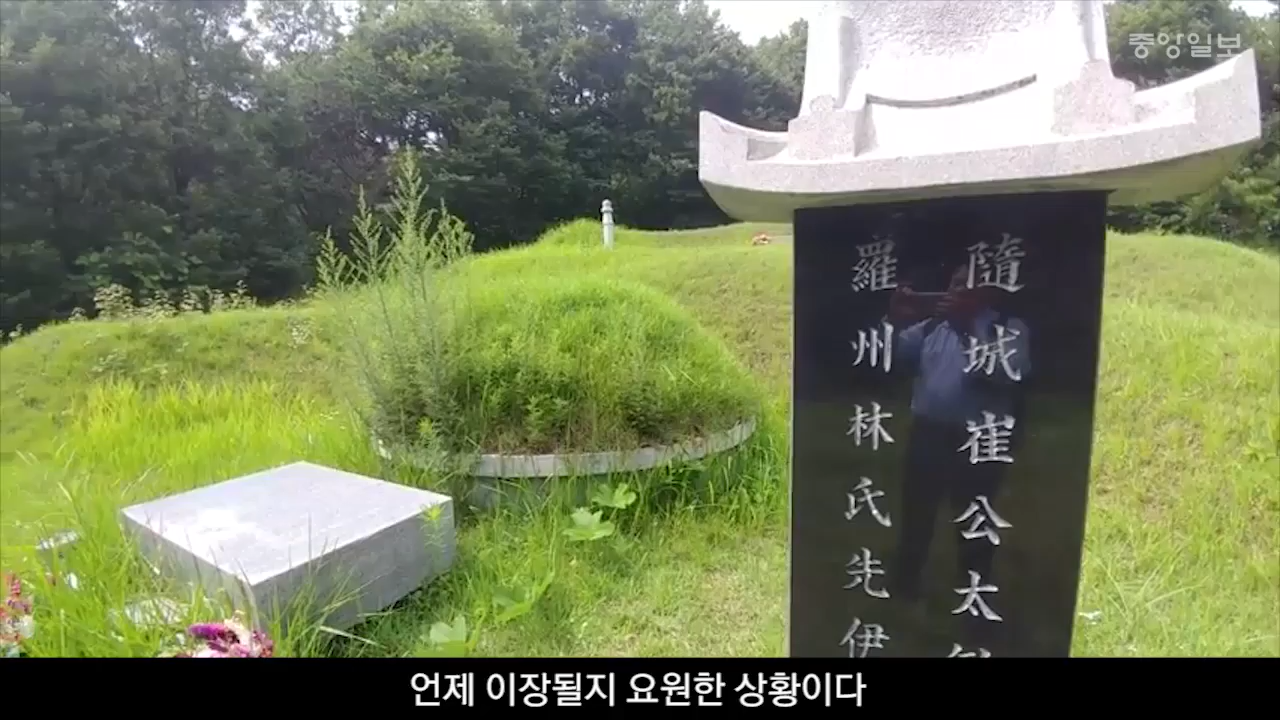 중앙일보
隨城崔公太
羅州林氏先伊
언제 이장될지 요원한 상황이다